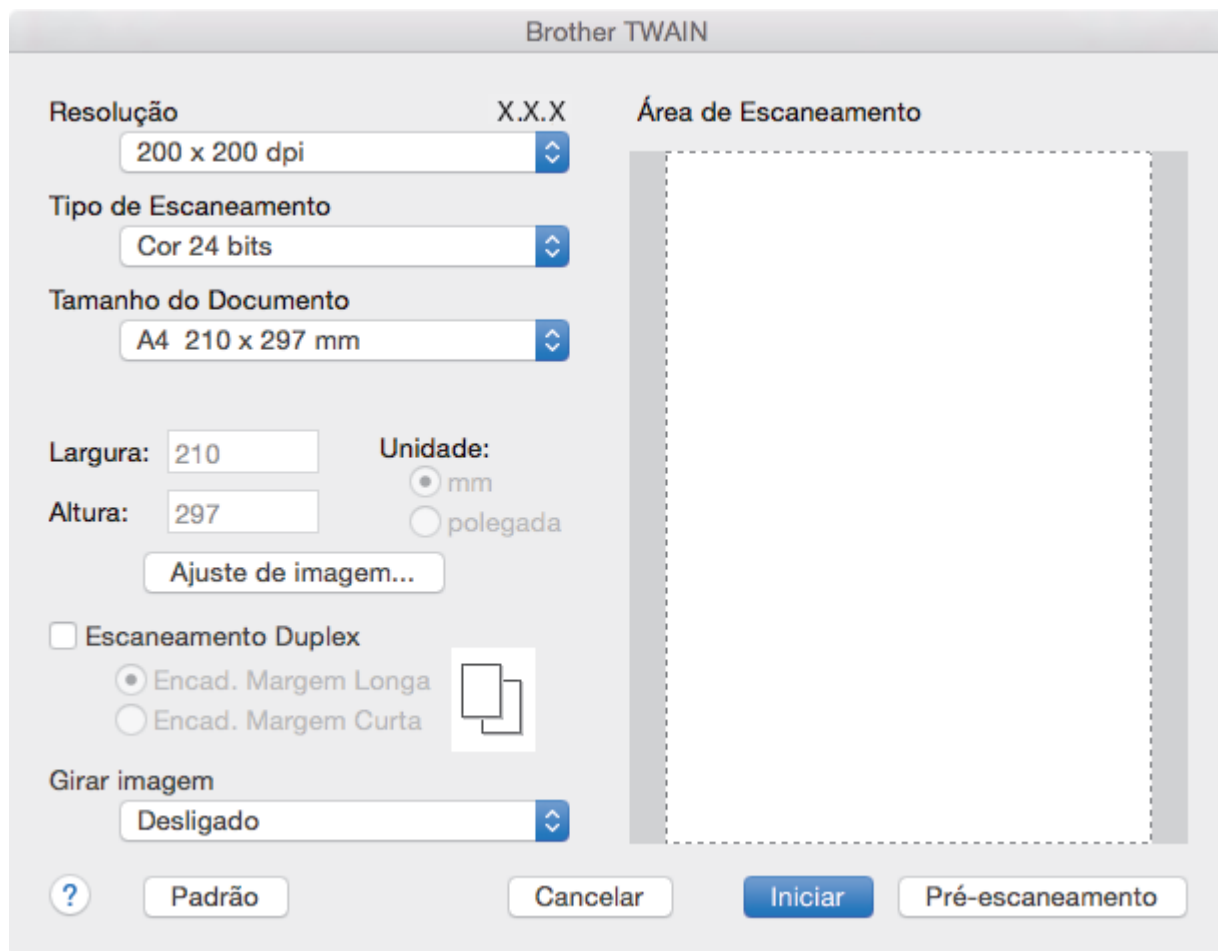 Brother TWAIN
Resolução X.X.X
200 x 200 dpi
Tipo de Escaneamento
Cor 24 bits
Tamanho do Documento
A4 210 x 297 mm
Largura: 210
Altura: 297
Unidade:
mm
polegada
Ajuste de imagem...
Escaneamento Duplex
Encad. Margem Longa
Encad. Margem Curta
Girar imagem
Desligado
Área de Escaneamento
? Padrão Cancelar Iniciar Pré-escaneamento